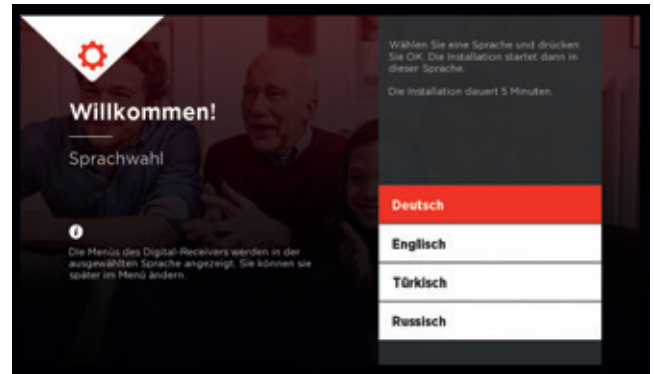 Willkommen!
Sprachwahl
Die Menüs des Digital-Receivers werden in der
ausgewählten Sprache angezeigt. Sie können sie
später im Menü ändern.
Wählen Sie eine Sprache und drücken
Sie OK. Die Installation startet dann in
dieser Sprache.
Die Installation dauert 5 Minuten.
Deutsch
Englisch
Türkisch
Russisch